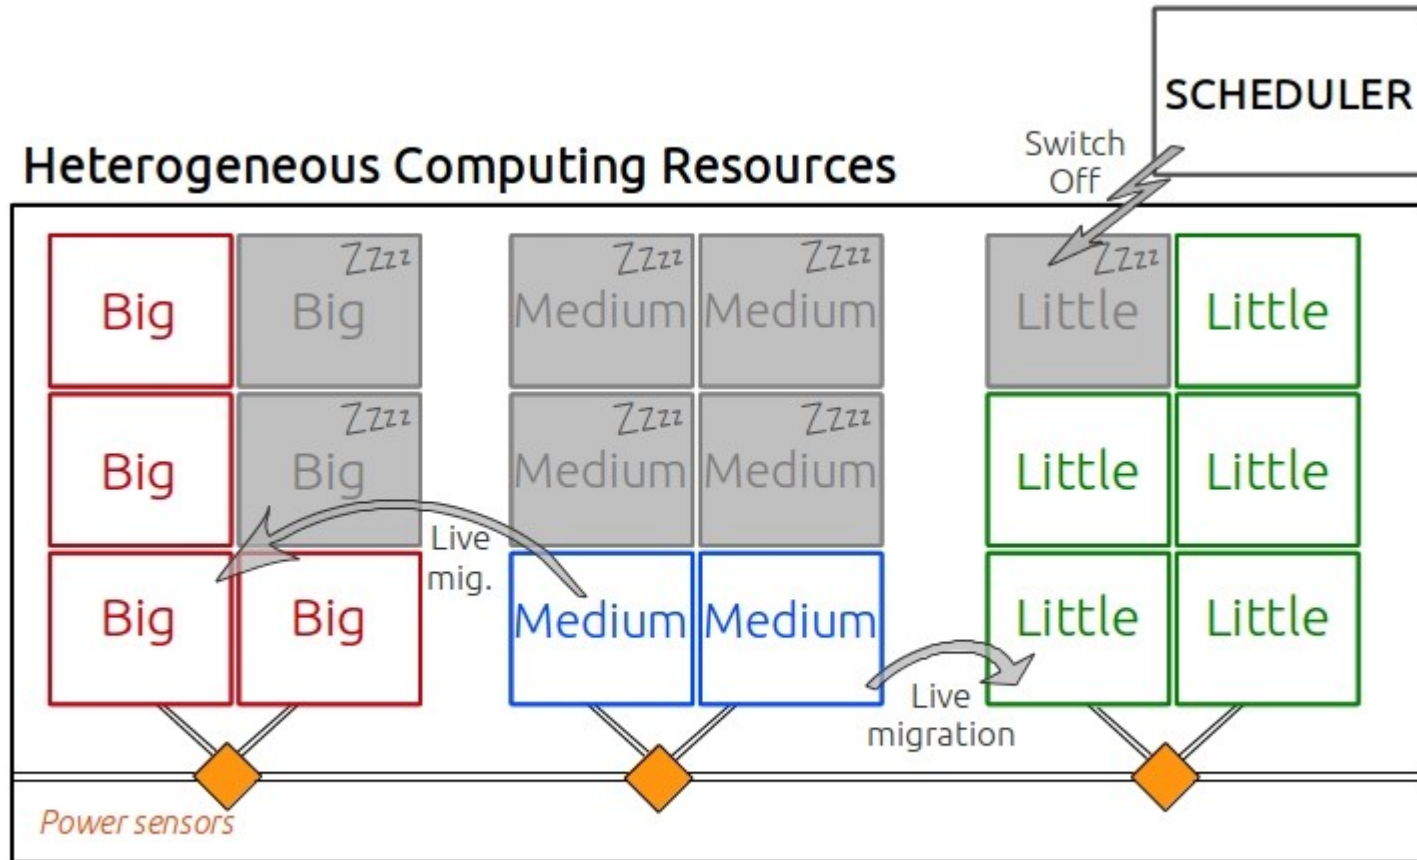 SCHEDULER
Switch
Off
Heterogeneous Computing Resources
Big
Zzzz
Big
Zzzz
Medium
Zzzz
Medium
Zzzz
Little
Little
Big
Zzzz
Big
Zzzz
Medium
Zzzz
Medium
Little
Little
Live
mig.
Big
Big
Medium
Medium
Little
Little
Live
migration
Power sensors